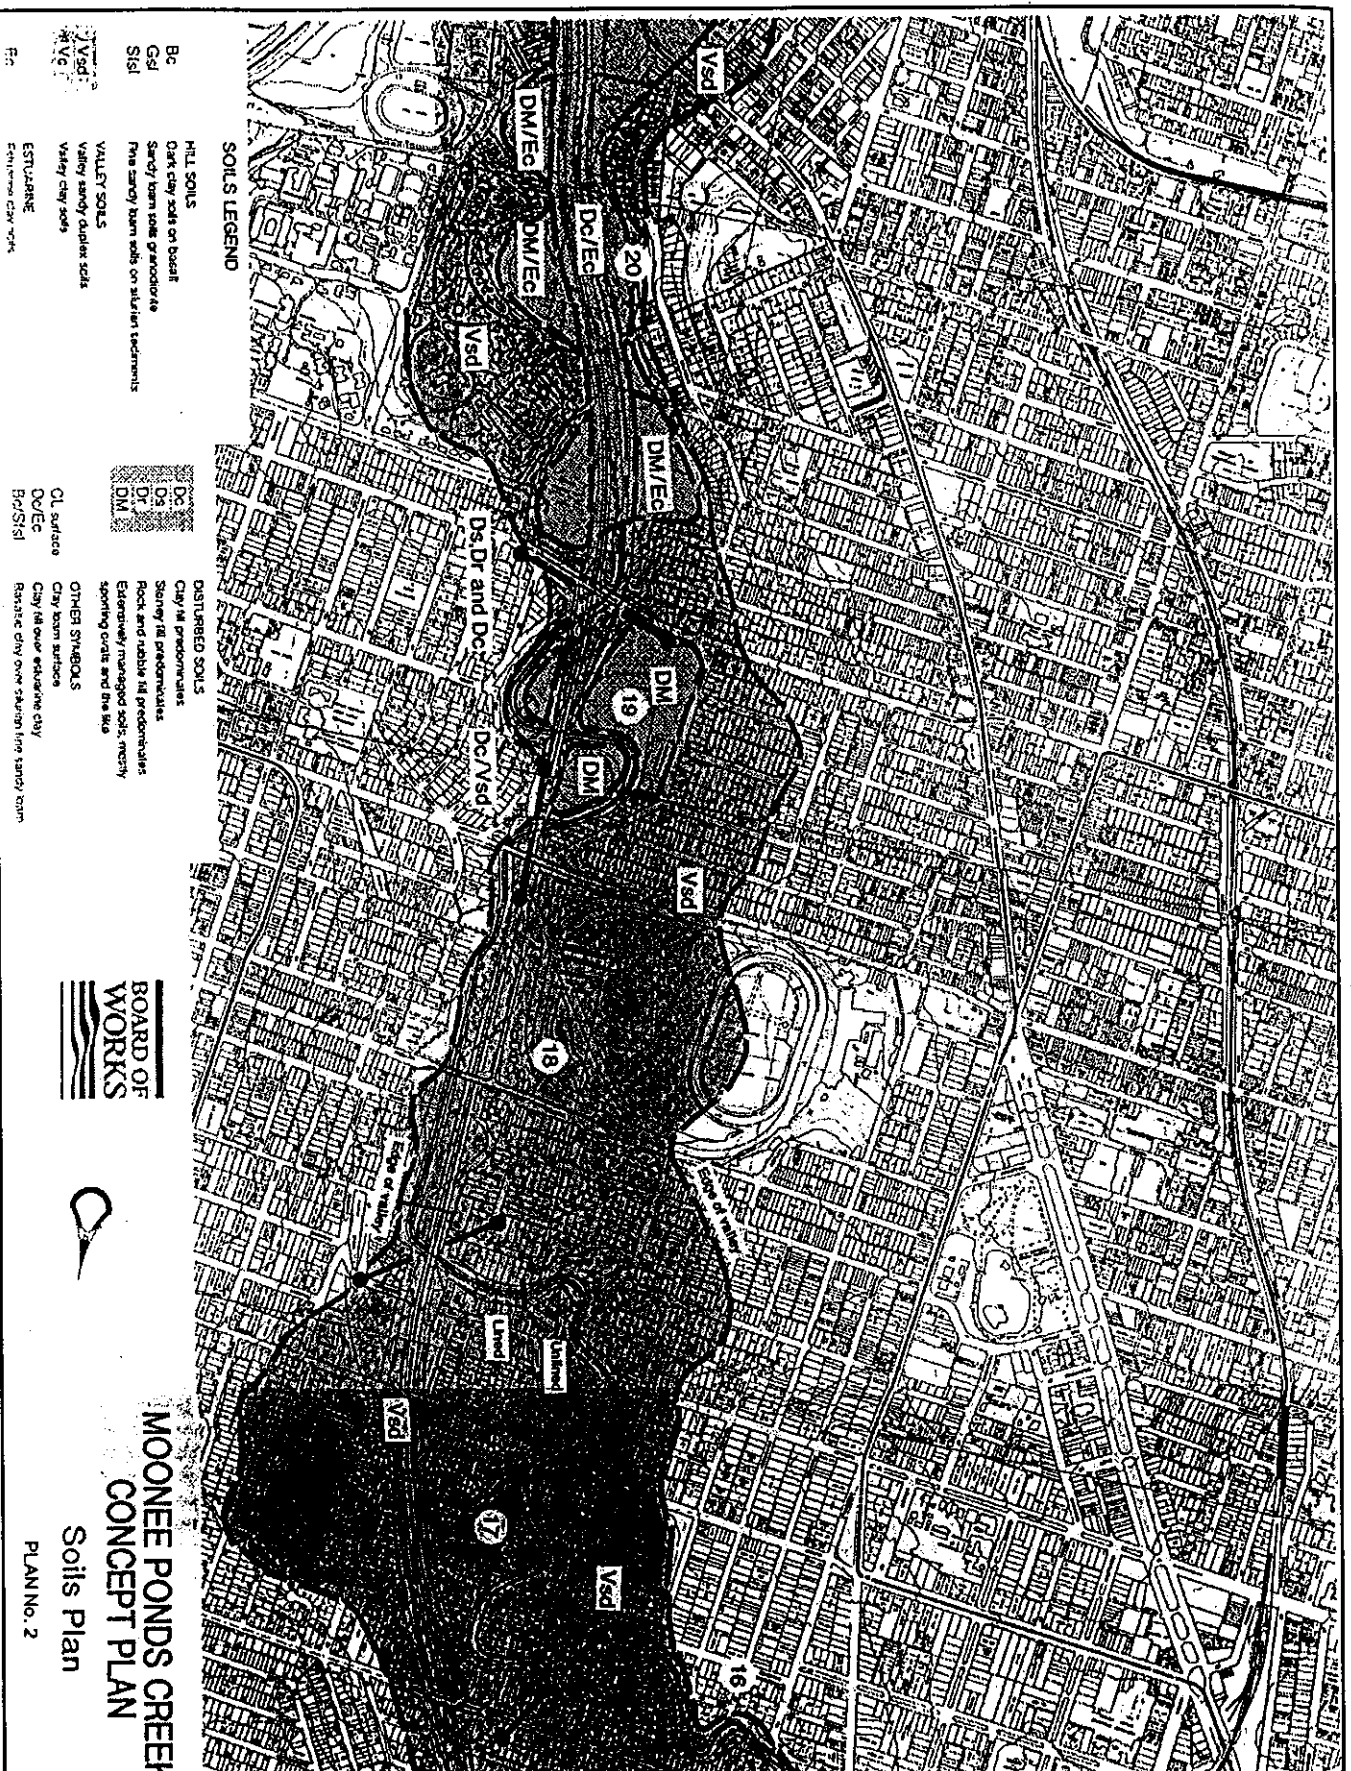 Vsd
DM/Ec
DM/Ec
Dc/Ec
20
Vsd
DM/Ec
Ds,Dr and Dc
DM
19
DM
Dc/Vsd
Vsd
18
Edge of valley
Edge of valley
Lined
Unlined
Vsd
17
Vsd
16
SOILS LEGEND
HILL SOILS
Bc Dark clay soils on basalt
Gsl Sandy loam soils granodiorite
Sfsl Fine sandy loam soils on silurian sediments
VALLEY SOILS
Vsd Valley sandy duplex soils
Vc Valley clay soils
ESTUARINE
Ec Estuarine clay soils
DISTURBED SOILS
Dc Clay fill predominates
Ds Stoney fill predominates
Dr Rock and rubble fill predominates
DM Extensively managed soils, mostly
sporting ovals and the like
OTHER SYMBOLS
CL surface Clay loam surface
Dc/Ec Clay fill over estuarine clay
Bc/Sfsl Basaltic clay over silurian fine sandy loam
BOARD OF
WORKS
MOONEE PONDS CREEK
CONCEPT PLAN
Soils Plan
PLAN No. 2